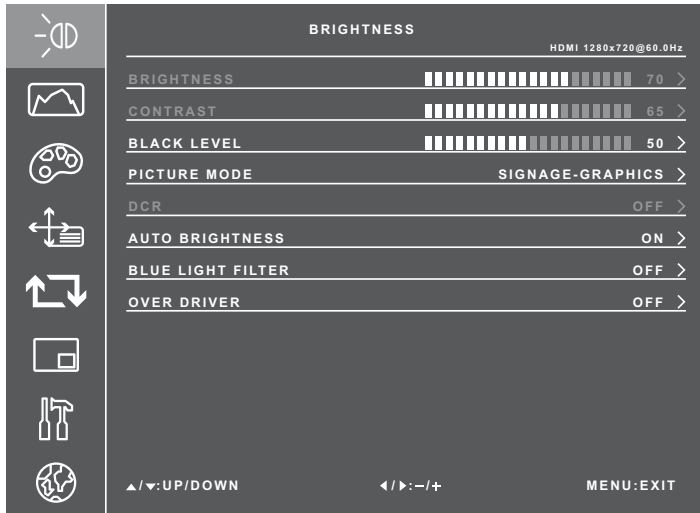 BRIGHTNESS
HDMI 1280x720@60.0Hz
BRIGHTNESS 70 >
CONTRAST 65 >
BLACK LEVEL 50 >
PICTURE MODE SIGNAGE-GRAPHICS >
DCR OFF >
AUTO BRIGHTNESS ON >
BLUE LIGHT FILTER OFF >
OVER DRIVER OFF >
▲/▼:UP/DOWN ◀/▶:−/+ MENU:EXIT